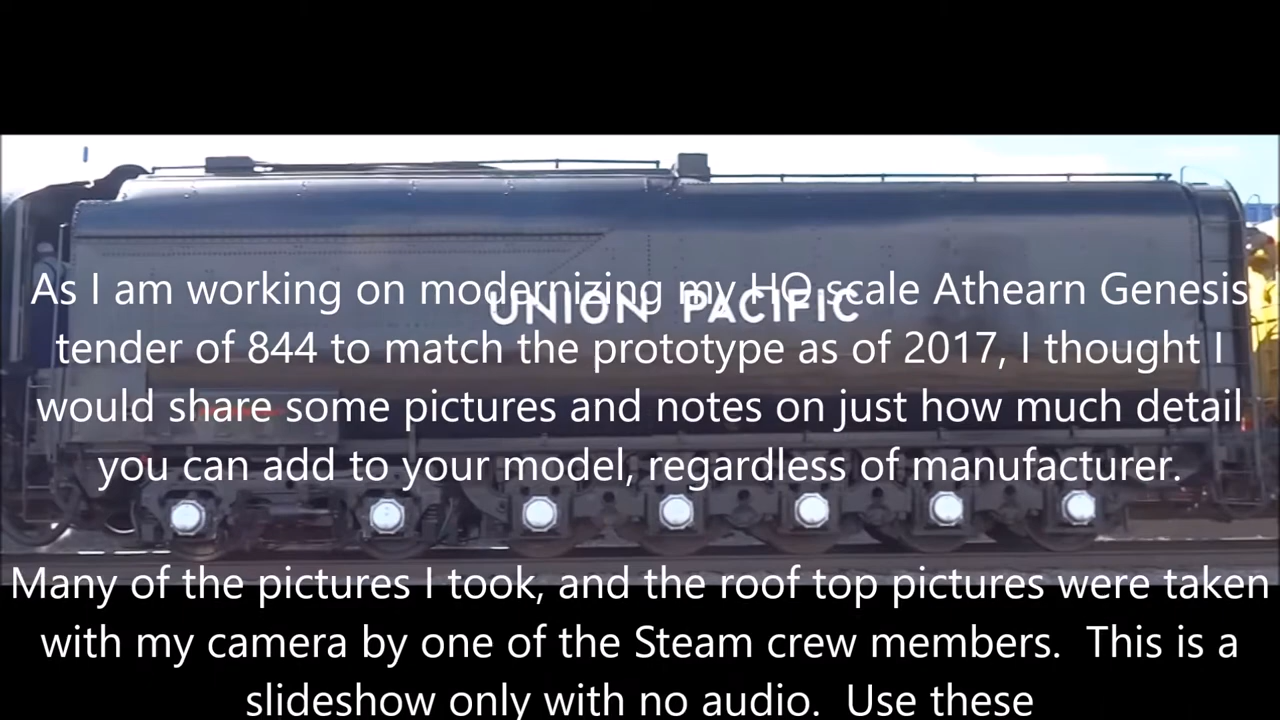 As I am working on modernizing my HO scale Athearn Genesis
UNION PACIFIC
tender of 844 to match the prototype as of 2017, I thought I
would share some pictures and notes on just how much detail
you can add to your model, regardless of manufacturer.
Many of the pictures I took, and the roof top pictures were taken
with my camera by one of the Steam crew members.  This is a
slideshow only with no audio.  Use these